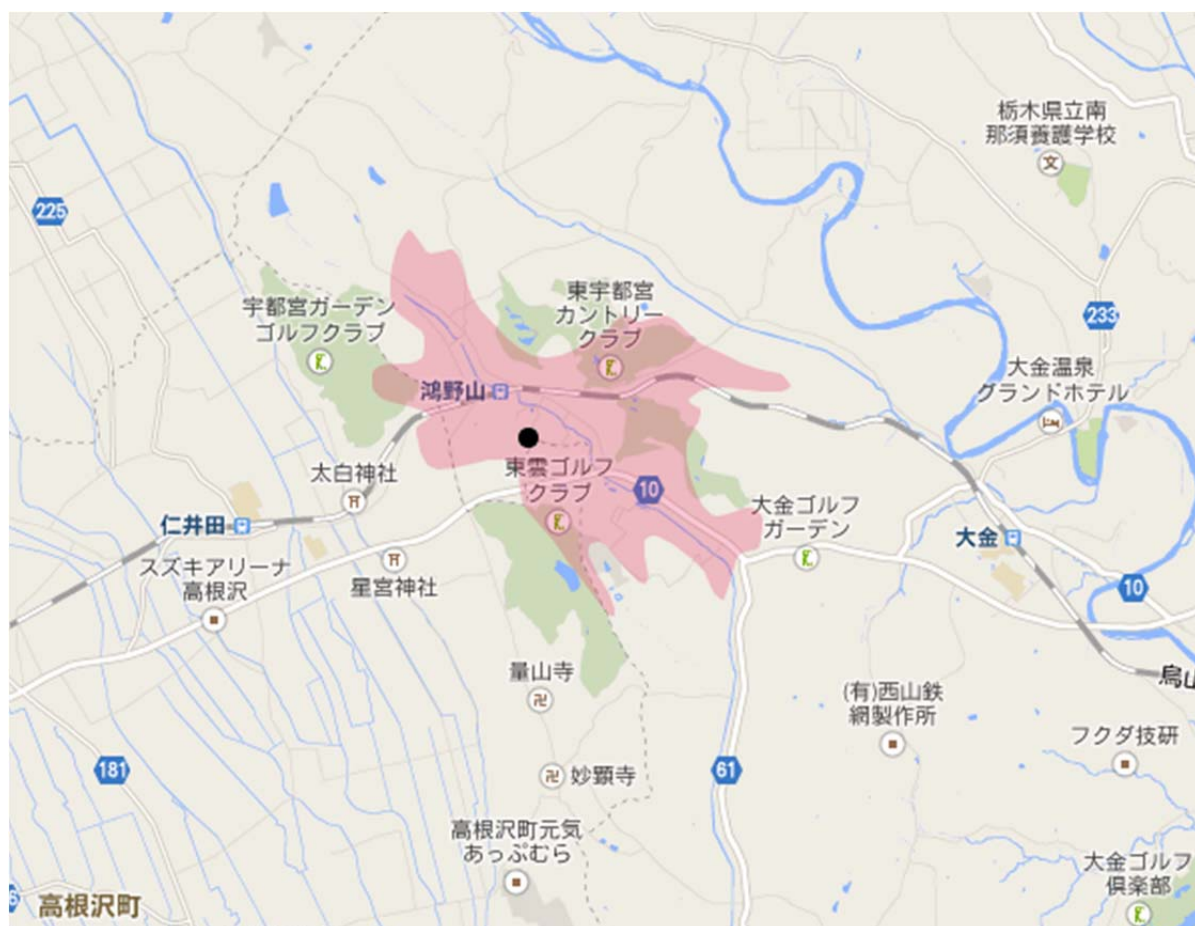 栃木県立南
那須養護学校
225
宇都宮ガーデン
ゴルフクラブ
東宇都宮
カントリー
クラブ
233
大金温泉
グランドホテル
鴻野山
太白神社
東雲ゴルフ
クラブ
10
大金ゴルフ
ガーデン
仁井田
大金
スズキアリーナ
高根沢
星宮神社
10
量山寺
烏山
(有)西山鉄
網製作所
フクダ技研
181
妙顕寺
61
高根沢町元気
あっぷむら
大金ゴルフ
倶楽部
高根沢町